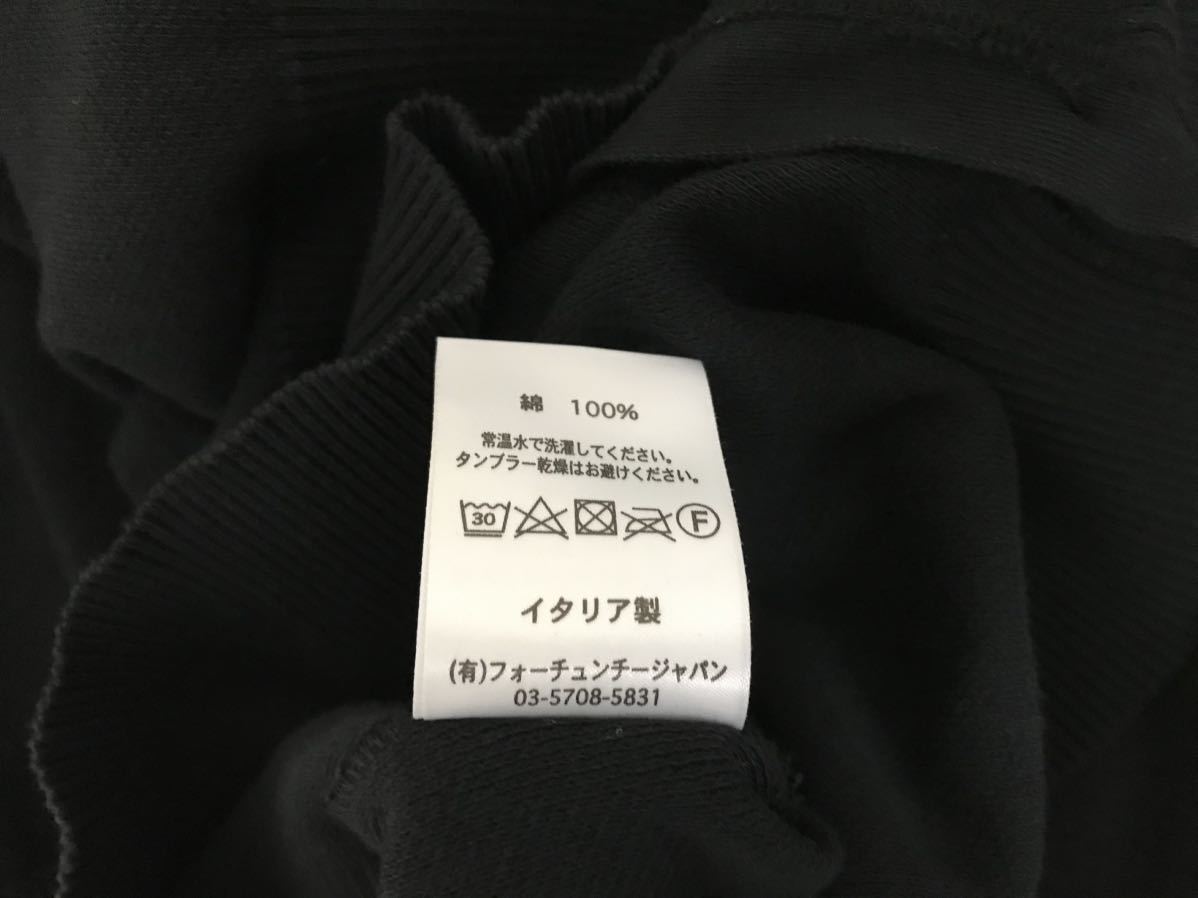 綿 100%
常温水で洗濯してください。
タンブラー乾燥はお避けください。
30 F
イタリア製
(有)フォーチュンチージャパン
03-5708-5831